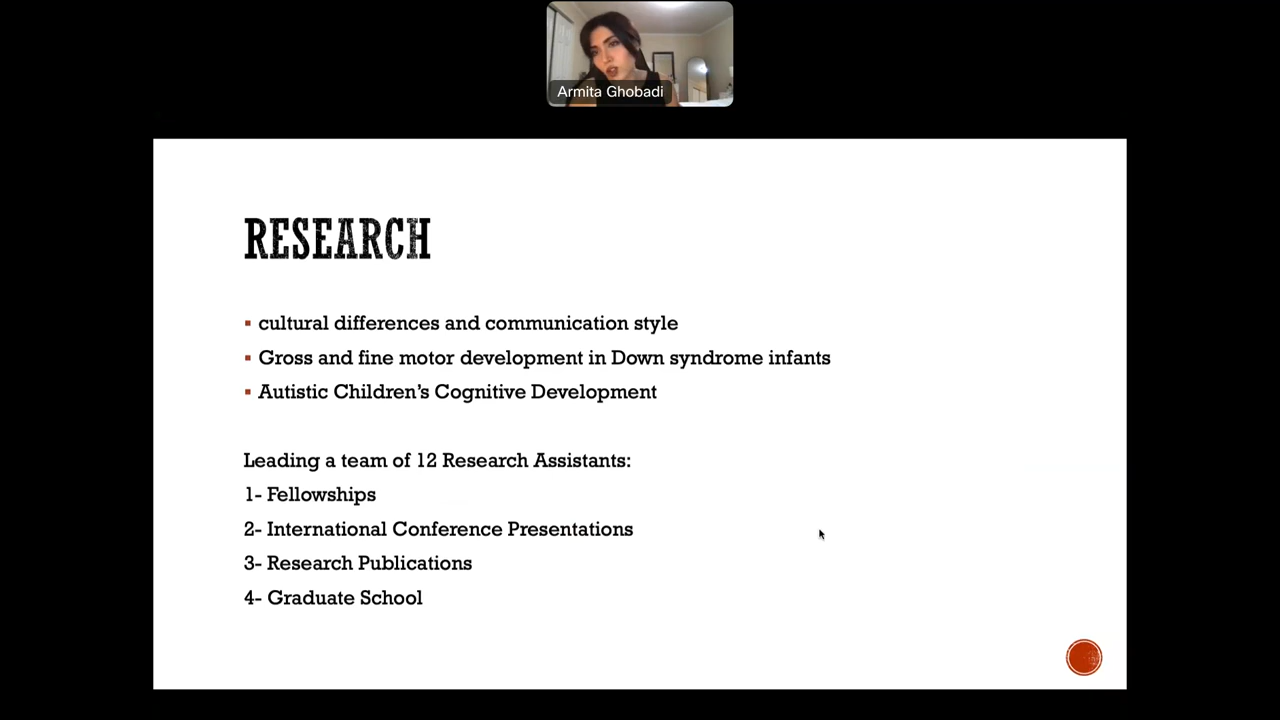 Armita Ghobadi
RESEARCH
▪ cultural differences and communication style
▪ Gross and fine motor development in Down syndrome infants
▪ Autistic Children's Cognitive Development
Leading a team of 12 Research Assistants:
1- Fellowships
2- International Conference Presentations
3- Research Publications
4- Graduate School